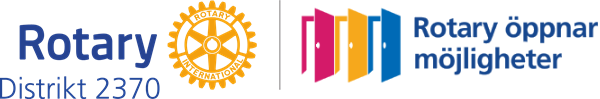 Rotary
Distrikt 2370
ROTARY
INTERNATIONAL
Rotary öppnar
möjligheter